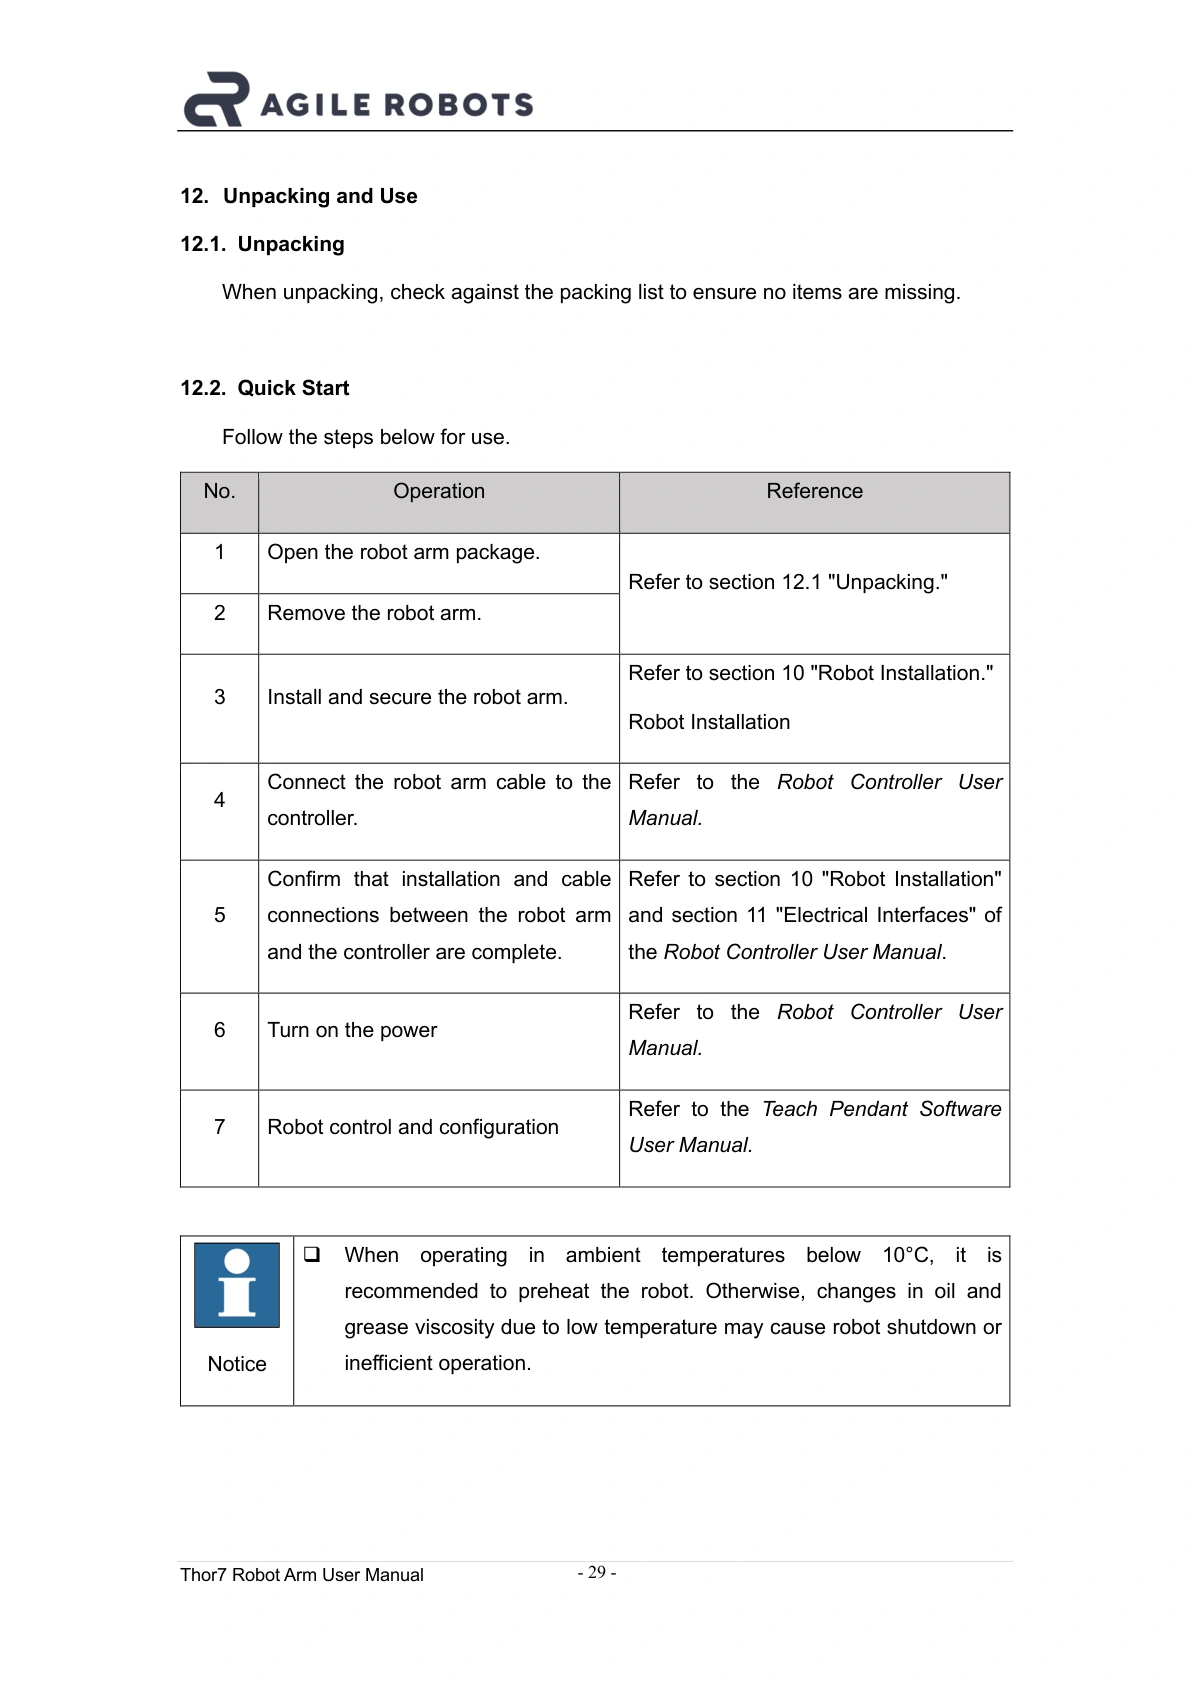 AGILE ROBOTS
12. Unpacking and Use
12.1. Unpacking
When unpacking, check against the packing list to ensure no items are missing.
12.2. Quick Start
Follow the steps below for use.
No. Operation Reference
1 Open the robot arm package.
Refer to section 12.1 "Unpacking."
2 Remove the robot arm.
3 Install and secure the robot arm.
Refer to section 10 "Robot Installation."
Robot Installation
4
Connect the robot arm cable to the
controller.
Refer to the Robot Controller User
Manual.
5
Confirm that installation and cable
connections between the robot arm
and the controller are complete.
Refer to section 10 "Robot Installation"
and section 11 "Electrical Interfaces" of
the Robot Controller User Manual.
6 Turn on the power
Refer to the Robot Controller User
Manual.
7 Robot control and configuration
Refer to the Teach Pendant Software
User Manual.
Notice
❑ When operating in ambient temperatures below 10°C, it is
recommended to preheat the robot. Otherwise, changes in oil and
grease viscosity due to low temperature may cause robot shutdown or
inefficient operation.
Thor7 Robot Arm User Manual - 29 -